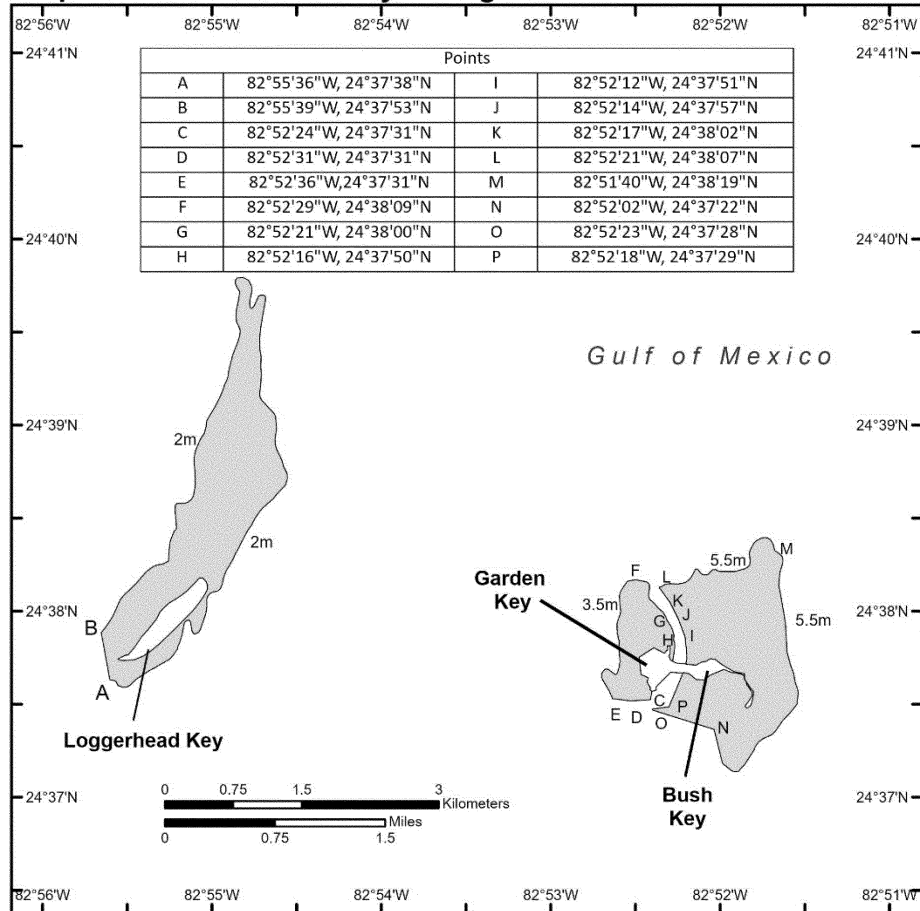 82°56'W 82°55'W 82°54'W 82°53'W 82°52'W 82°51'W
24°41'N 24°41'N
Points
A 82°55'36"W, 24°37'38"N I 82°52'12"W, 24°37'51"N
B 82°55'39"W, 24°37'53"N J 82°52'14"W, 24°37'57"N
C 82°52'24"W, 24°37'31"N K 82°52'17"W, 24°38'02"N
D 82°52'31"W, 24°37'31"N L 82°52'21"W, 24°38'07"N
E 82°52'36"W,24°37'31"N M 82°51'40"W, 24°38'19"N
F 82°52'29"W, 24°38'09"N N 82°52'02"W, 24°37'22"N
G 82°52'21"W, 24°38'00"N O 82°52'23"W, 24°37'28"N
H 82°52'16"W, 24°37'50"N P 82°52'18"W, 24°37'29"N
24°40'N 24°40'N
Gulf of Mexico
24°39'N 24°39'N
2m
2m
M
5.5m
F L
Garden
Key
3.5m
K
24°38'N 24°38'N
J
5.5m
G
B
I
H
A
C
P
E D O
N
Loggerhead Key
Bush
Key
0 0.75 1.5 3
Kilometers
24°37'N 24°37'N
Miles
0 0.75 1.5
82°56'W 82°55'W 82°54'W 82°53'W 82°52'W 82°51'W